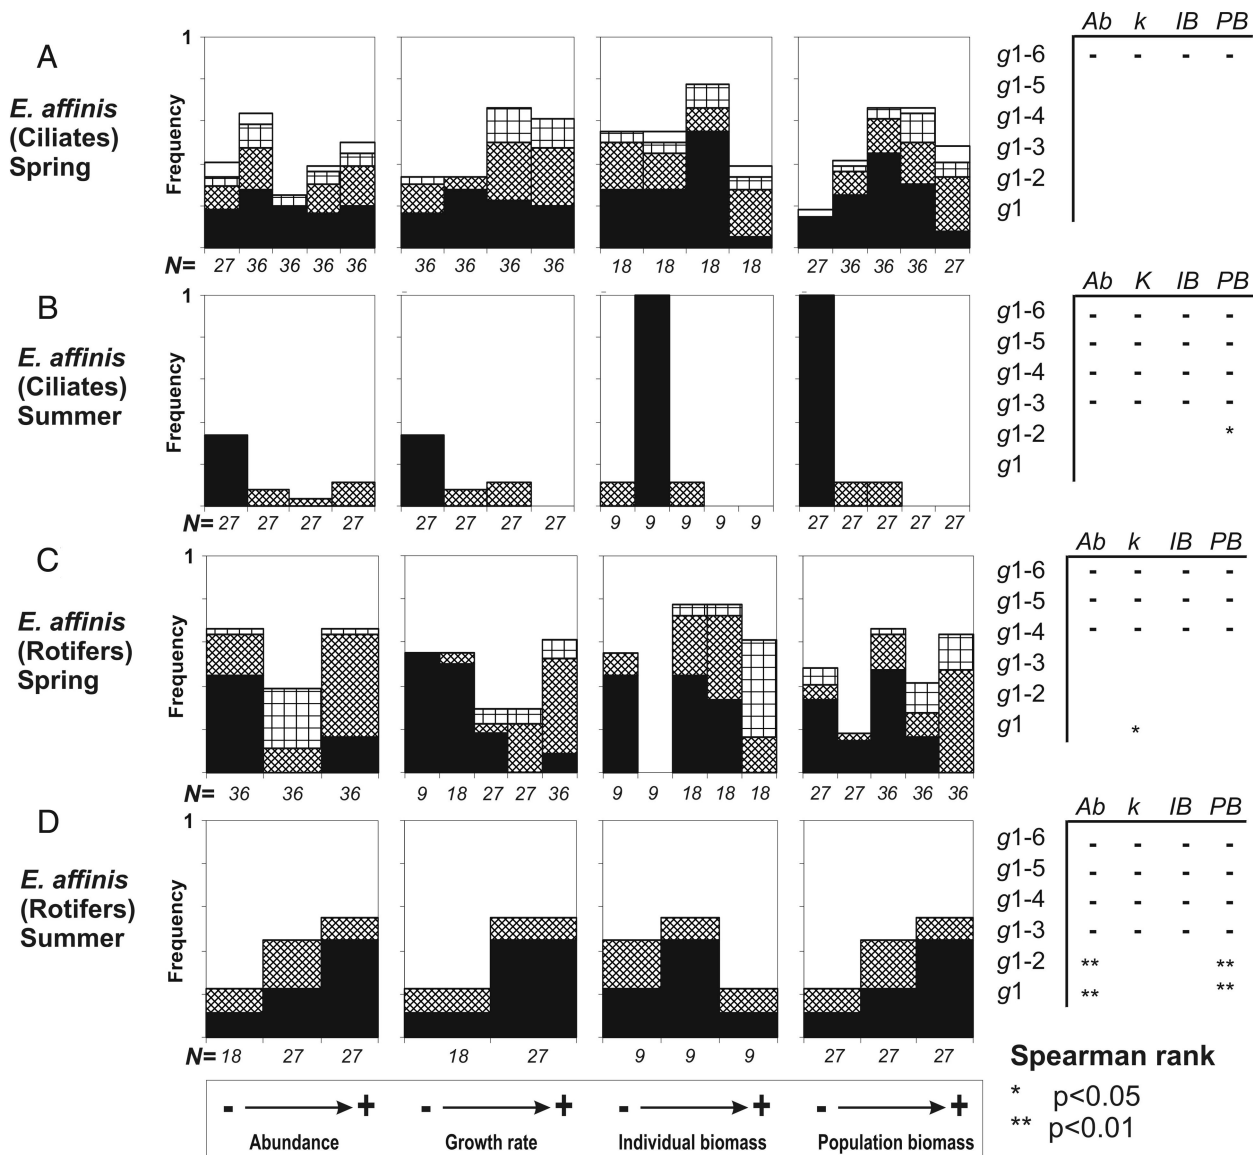 A
E. affinis
(Ciliates)
Spring
Frequency
1
N= 27 36 36 36 36 36 36 36 36 18 18 18 18 27 36 36 36 27
Ab k IB PB
g1-6 - - - -
g1-5
g1-4
g1-3
g1-2
g1
B
E. affinis
(Ciliates)
Summer
Frequency
1
N= 27 27 27 27 27 27 27 27 9 9 9 9 9 27 27 27 27 27
Ab K IB PB
g1-6 - - - -
g1-5 - - - -
g1-4 - - - -
g1-3 - - - -
g1-2 *
g1
C
E. affinis
(Rotifers)
Spring
Frequency
1
N= 36 36 36 9 18 27 27 36 9 9 18 18 18 27 27 36 36 36
Ab k IB PB
g1-6 - - - -
g1-5 - - - -
g1-4 - - - -
g1-3
g1-2
g1 *
D
E. affinis
(Rotifers)
Summer
Frequency
1
N= 18 27 27 18 27 9 9 9 27 27 27
Ab k IB PB
g1-6 - - - -
g1-5 - - - -
g1-4 - - - -
g1-3 - - - -
g1-2 ** **
g1 ** **
- + - + - + - +
Abundance Growth rate Individual biomass Population biomass
Spearman rank
* p<0.05
** p<0.01